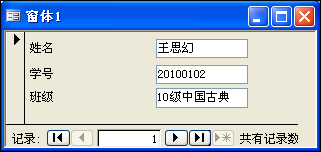 窗体1
姓名 王思幻
学号 20100102
班级 10级中国古典
记录: 1 共有记录数